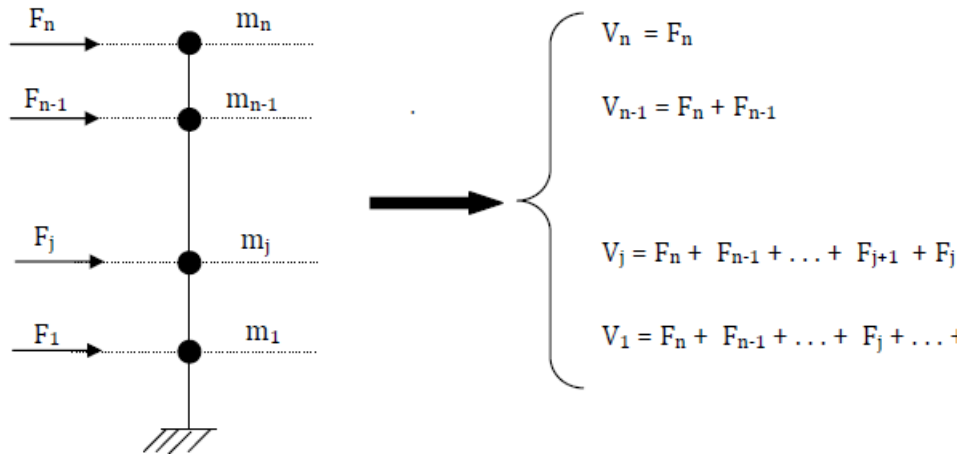 Fₙ mₙ Vₙ = Fₙ
Fₙ₋₁ mₙ₋₁ Vₙ₋₁ = Fₙ + Fₙ₋₁
Fⱼ mⱼ Vⱼ = Fₙ + Fₙ₋₁ + . . . + Fⱼ₊₁ + Fⱼ
F₁ m₁ V₁ = Fₙ + Fₙ₋₁ + . . . + Fⱼ + . . . +